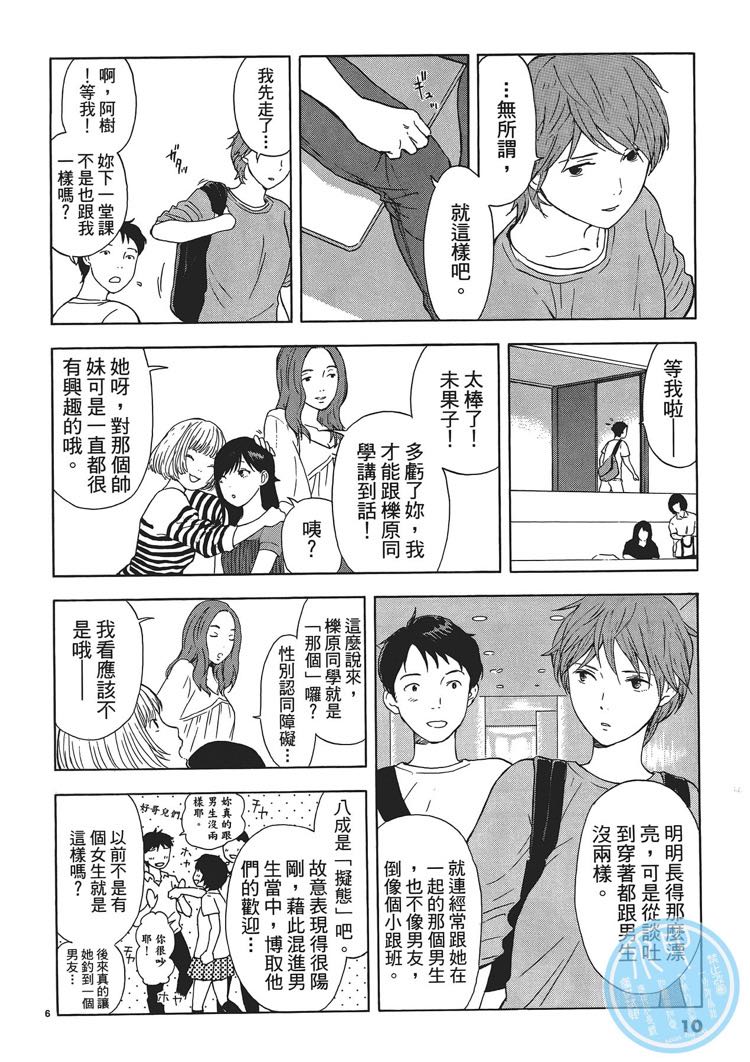 …無所謂,
就這樣吧。
ぎゅっ
我先走了…
ガタッ
啊,阿樹
!等我!
妳下一堂課
不是也跟我
一樣嗎?
等我啦——
太棒了!
未果子!
多虧了妳,我
才能跟櫟原同
學講到話!
咦?
她呀,對那個帥
妹可是一直都很
有興趣的哦。
明明長得那麼漂
亮,可是從談吐
到穿著都跟男生
沒兩樣。
就連經常跟她在
一起的那個男生
,也不像男友,
倒像個小跟班。
這麼說來,
櫟原同學就是
「那個」囉?
性別認同障礙…
我看應該不
是哦——
八成是「擬態」吧。
故意表現得很陽
剛,藉此混進男
生當中,博取他
們的歡迎…
妳真的跟
男生沒兩
樣耶。
好哥兒們
你很吵
耶!
以前不是有
個女生就是
這樣嗎?
後來真的讓
她釣到一個
男友…
6
10